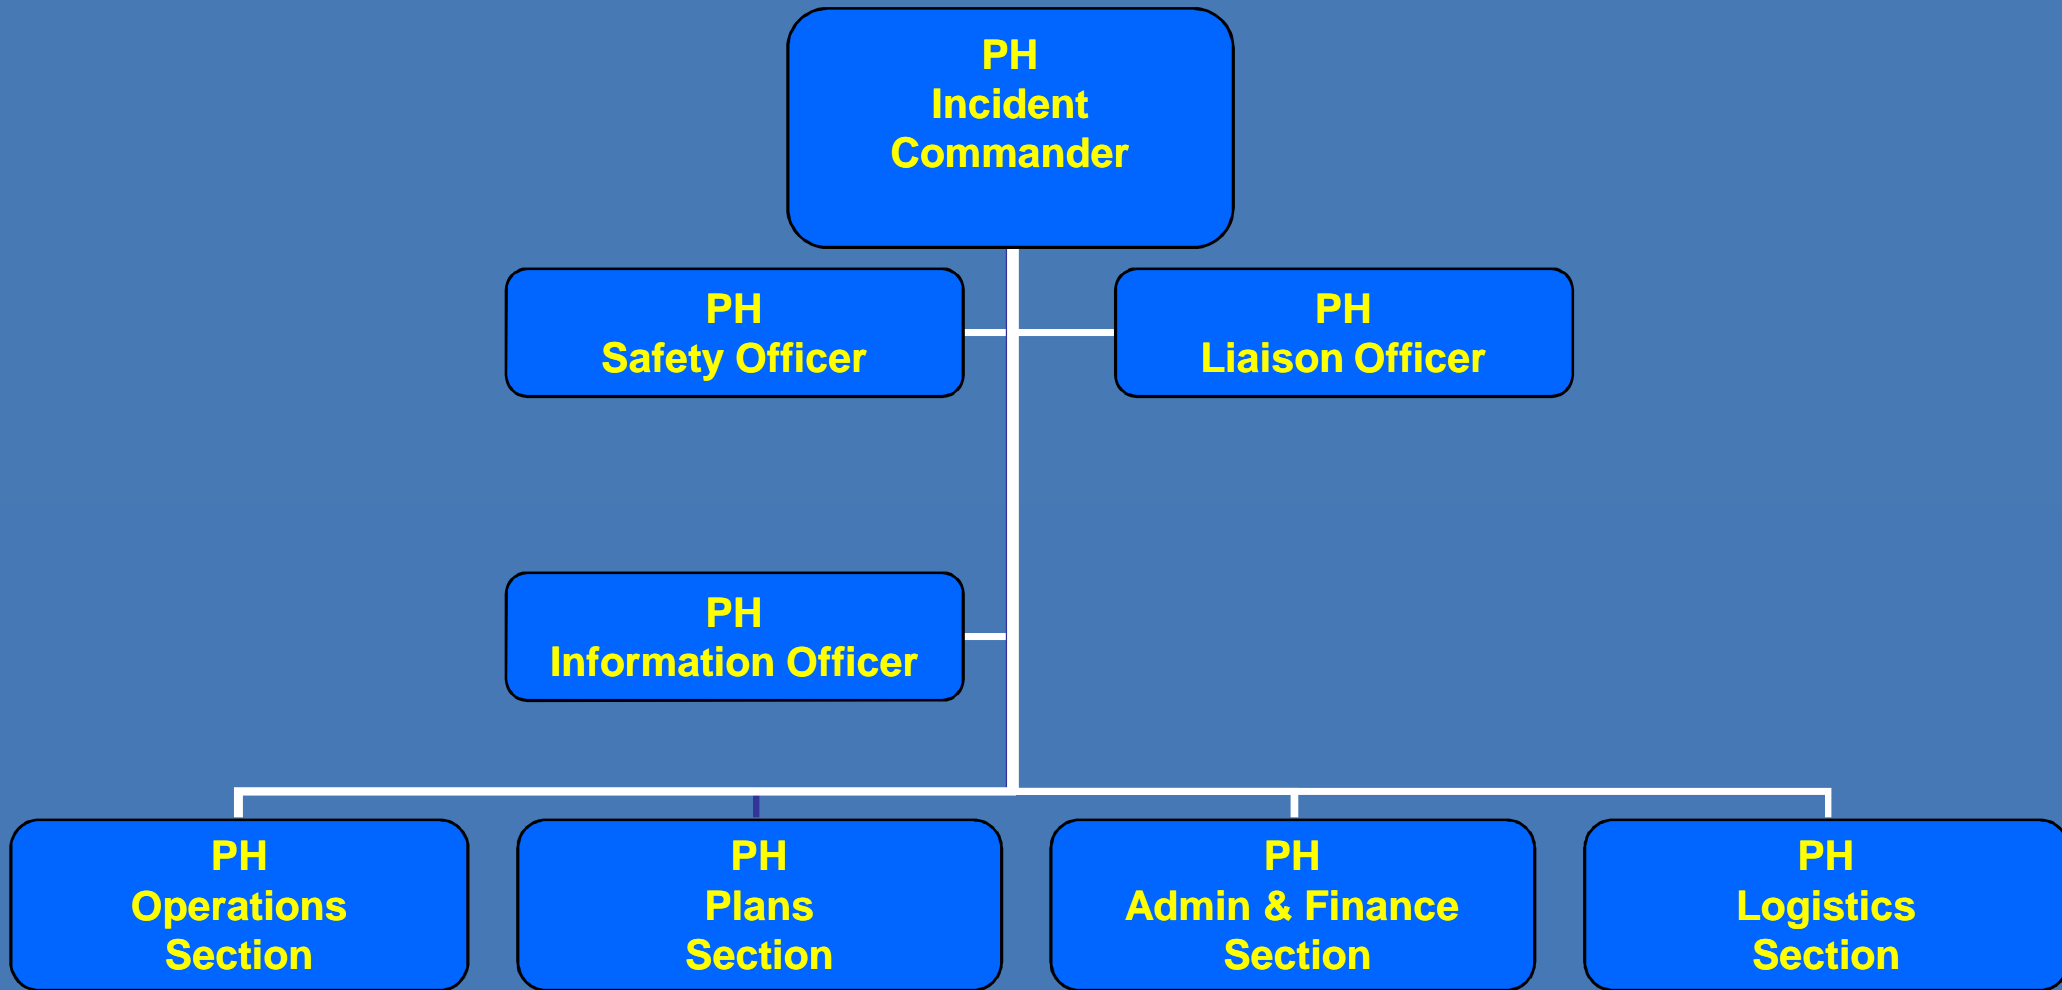 PH
Incident
Commander
PH
Safety Officer
PH
Liaison Officer
PH
Information Officer
PH
Operations
Section
PH
Plans
Section
PH
Admin & Finance
Section
PH
Logistics
Section